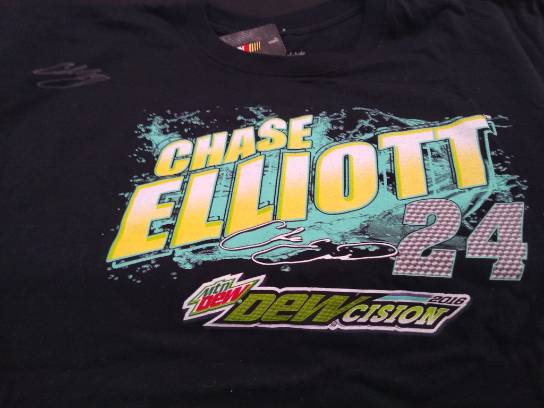 CHASE
ELLIOTT
24
Mtn
DEW
DEWCISION
2016